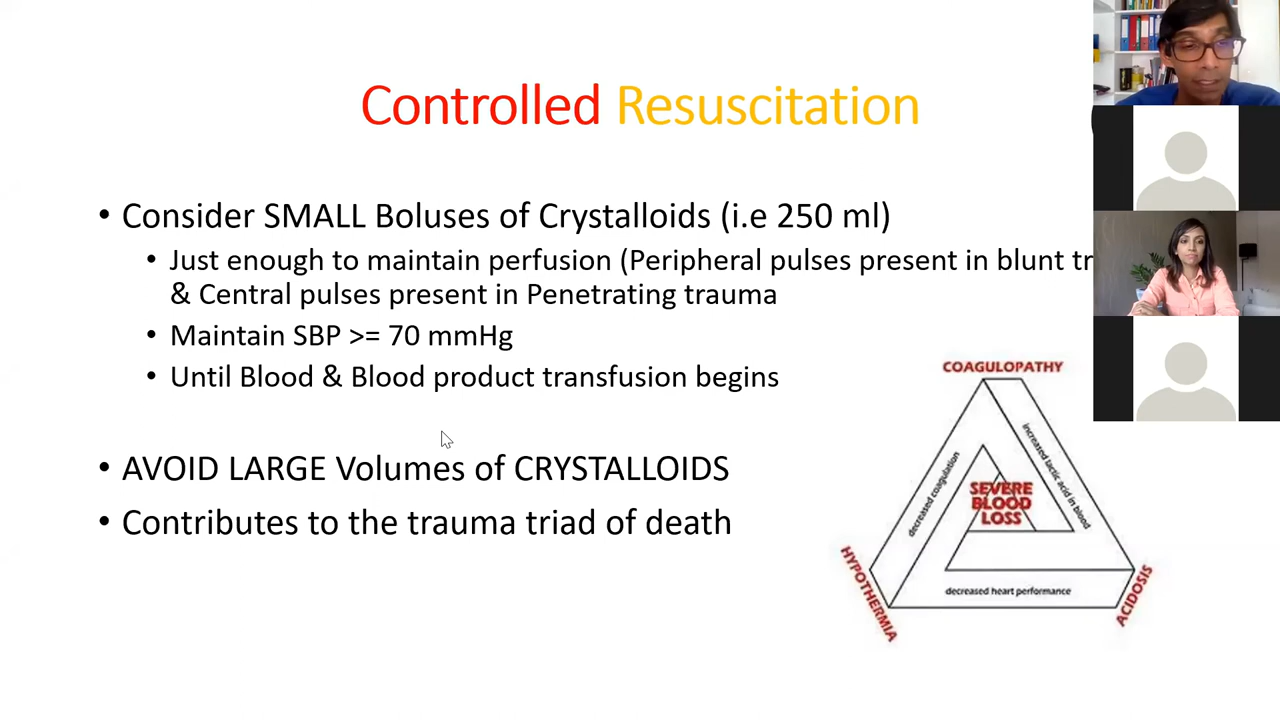 Controlled Resuscitation
• Consider SMALL Boluses of Crystalloids (i.e 250 ml)
• Just enough to maintain perfusion (Peripheral pulses present in blunt
& Central pulses present in Penetrating trauma
• Maintain SBP >= 70 mmHg
• Until Blood & Blood product transfusion begins
• AVOID LARGE Volumes of CRYSTALLOIDS
• Contributes to the trauma triad of death
COAGULOPATHY
decreased coagulation
increased lactic acid in blood
SEVERE
BLOOD
LOSS
HYPOTHERMIA
decreased heart performance
ACIDOSIS